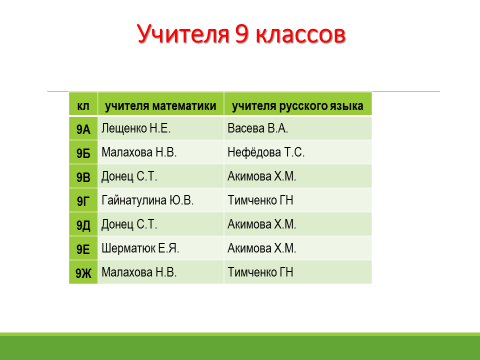 Учителя 9 классов
кл учителя математики учителя русского языка
9А Лещенко Н.Е. Васева В.А.
9Б Малахова Н.В. Нефёдова Т.С.
9В Донец С.Т. Акимова Х.М.
9Г Гайнатулина Ю.В. Тимченко ГН
9Д Донец С.Т. Акимова Х.М.
9Е Шерматюк Е.Я. Акимова Х.М.
9Ж Малахова Н.В. Тимченко ГН